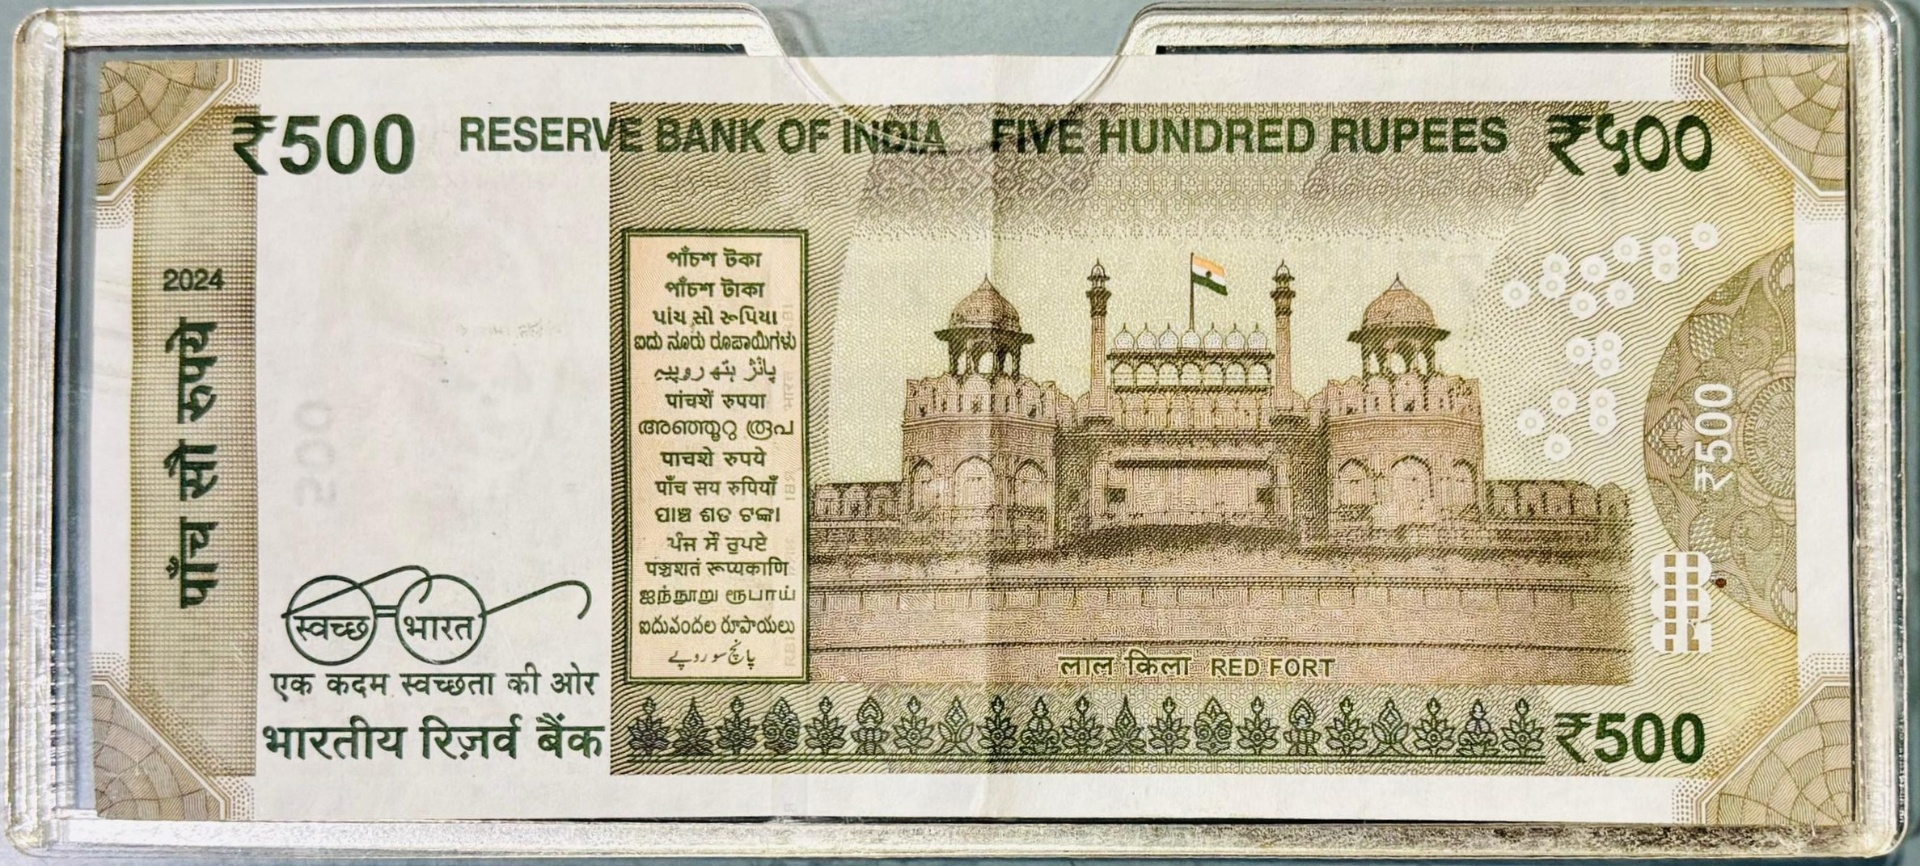 ₹500 RESERVE BANK OF INDIA FIVE HUNDRED RUPEES ₹५००
2024
पाँच सौ रुपये
পাঁচশ টকা
পাঁচশ টাকা
પાંચ સો રૂપિયા
ಐದು ನೂರು ರೂಪಾಯಿಗಳು
پانٛژ ہَتھ روپیہِ
पांचशें रुपया
അഞ്ഞൂറു രൂപ
पाचशे रुपये
पाँच सय रुपियाँ
ପାଞ୍ଚ ଶତ ଟଙ୍କା
ਪੰਜ ਸੌ ਰੁਪਏ
पञ्चशतं रूप्यकाणि
ஐந்நூறு ரூபாய்
ఐదువందల రూపాయలు
پانچ سو روپے
₹500
स्वच्छ भारत
एक कदम स्वच्छता की ओर
भारतीय रिज़र्व बैंक
लाल किला RED FORT
₹500